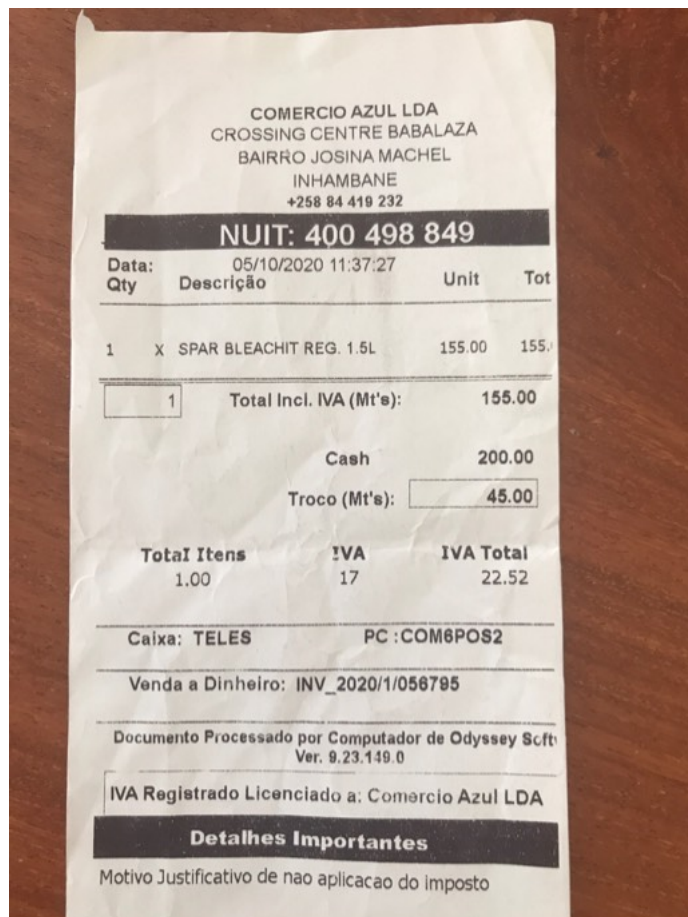 COMERCIO AZUL LDA
CROSSING CENTRE BABALAZA
BAIRRO JOSINA MACHEL
INHAMBANE
+258 84 419 232
NUIT: 400 498 849
Data: 05/10/2020 11:37:27
Qty Descrição Unit Tot
1 X SPAR BLEACHIT REG. 1.5L 155.00 155.
1 Total Incl. IVA (Mt's): 155.00
Cash 200.00
Troco (Mt's): 45.00
Total Itens IVA IVA Total
1.00 17 22.52
Caixa: TELES PC :COM6POS2
Venda a Dinheiro: INV_2020/1/056795
Documento Processado por Computador de Odyssey Soft
Ver. 9.23.149.0
IVA Registrado Licenciado a: Comercio Azul LDA
Detalhes Importantes
Motivo Justificativo de nao aplicacao do imposto